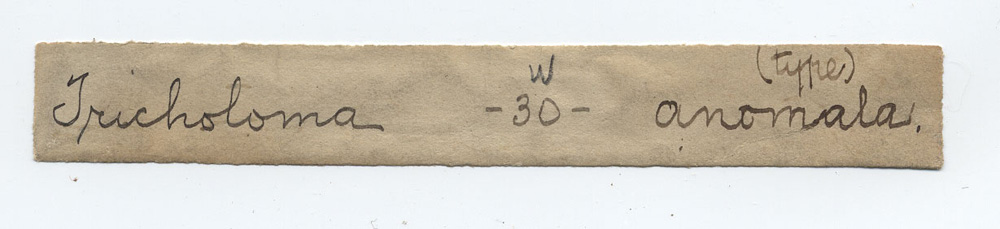 W (type)
Tricholoma -30- anomala.